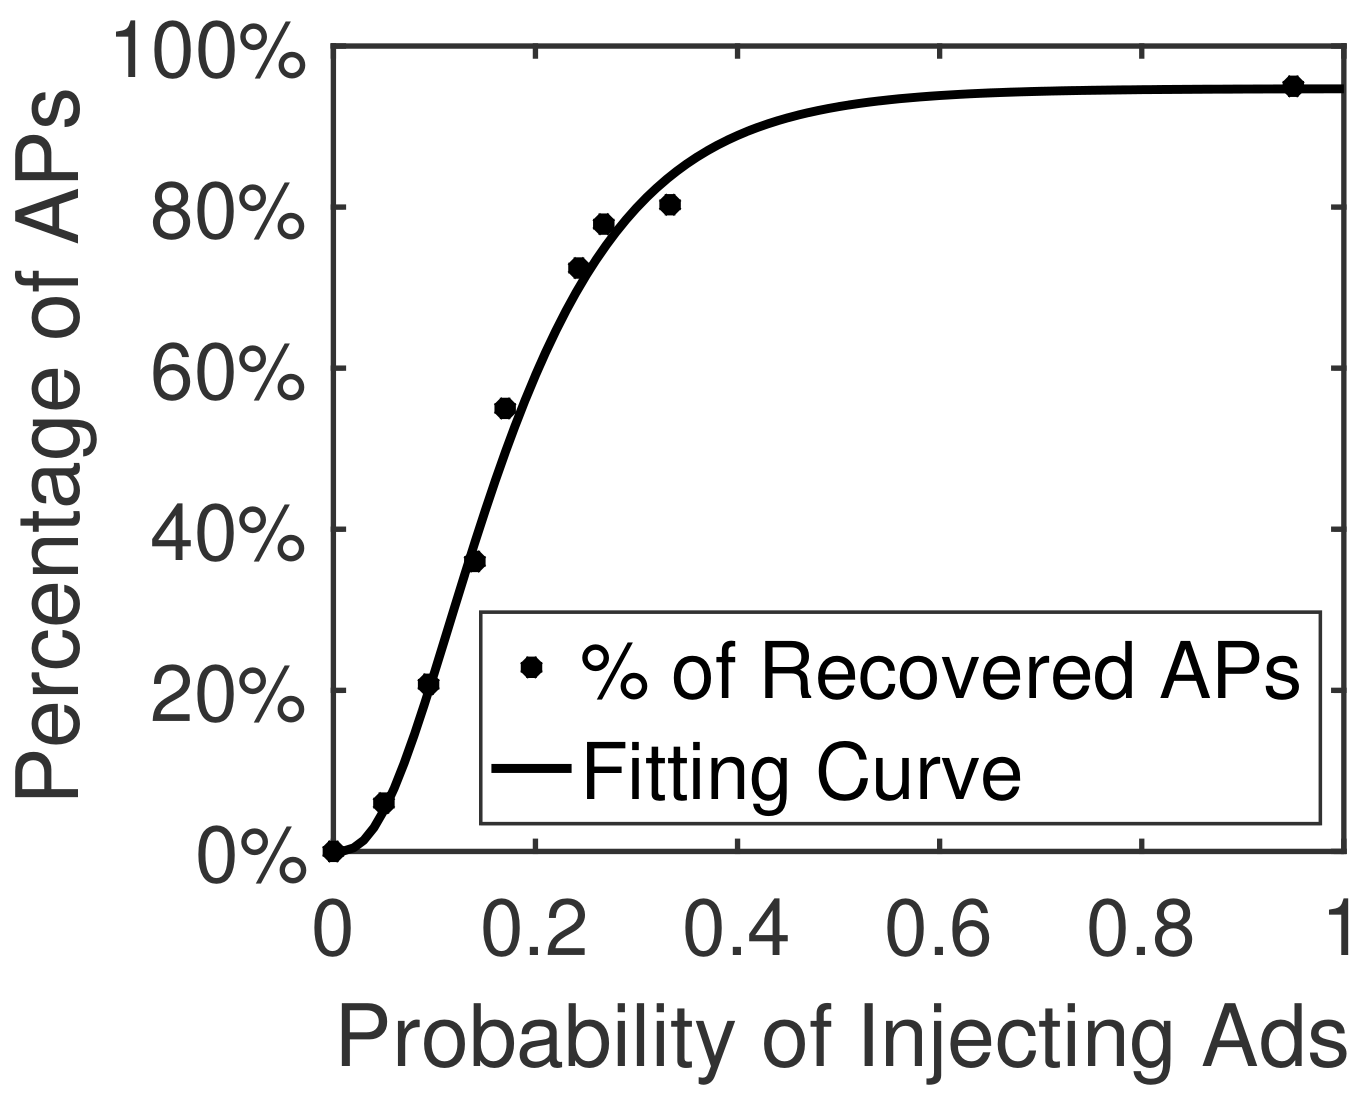 Percentage of APs
100%
80%
60%
40%
20%
0%
% of Recovered APs
Fitting Curve
0 0.2 0.4 0.6 0.8 1
Probability of Injecting Ads